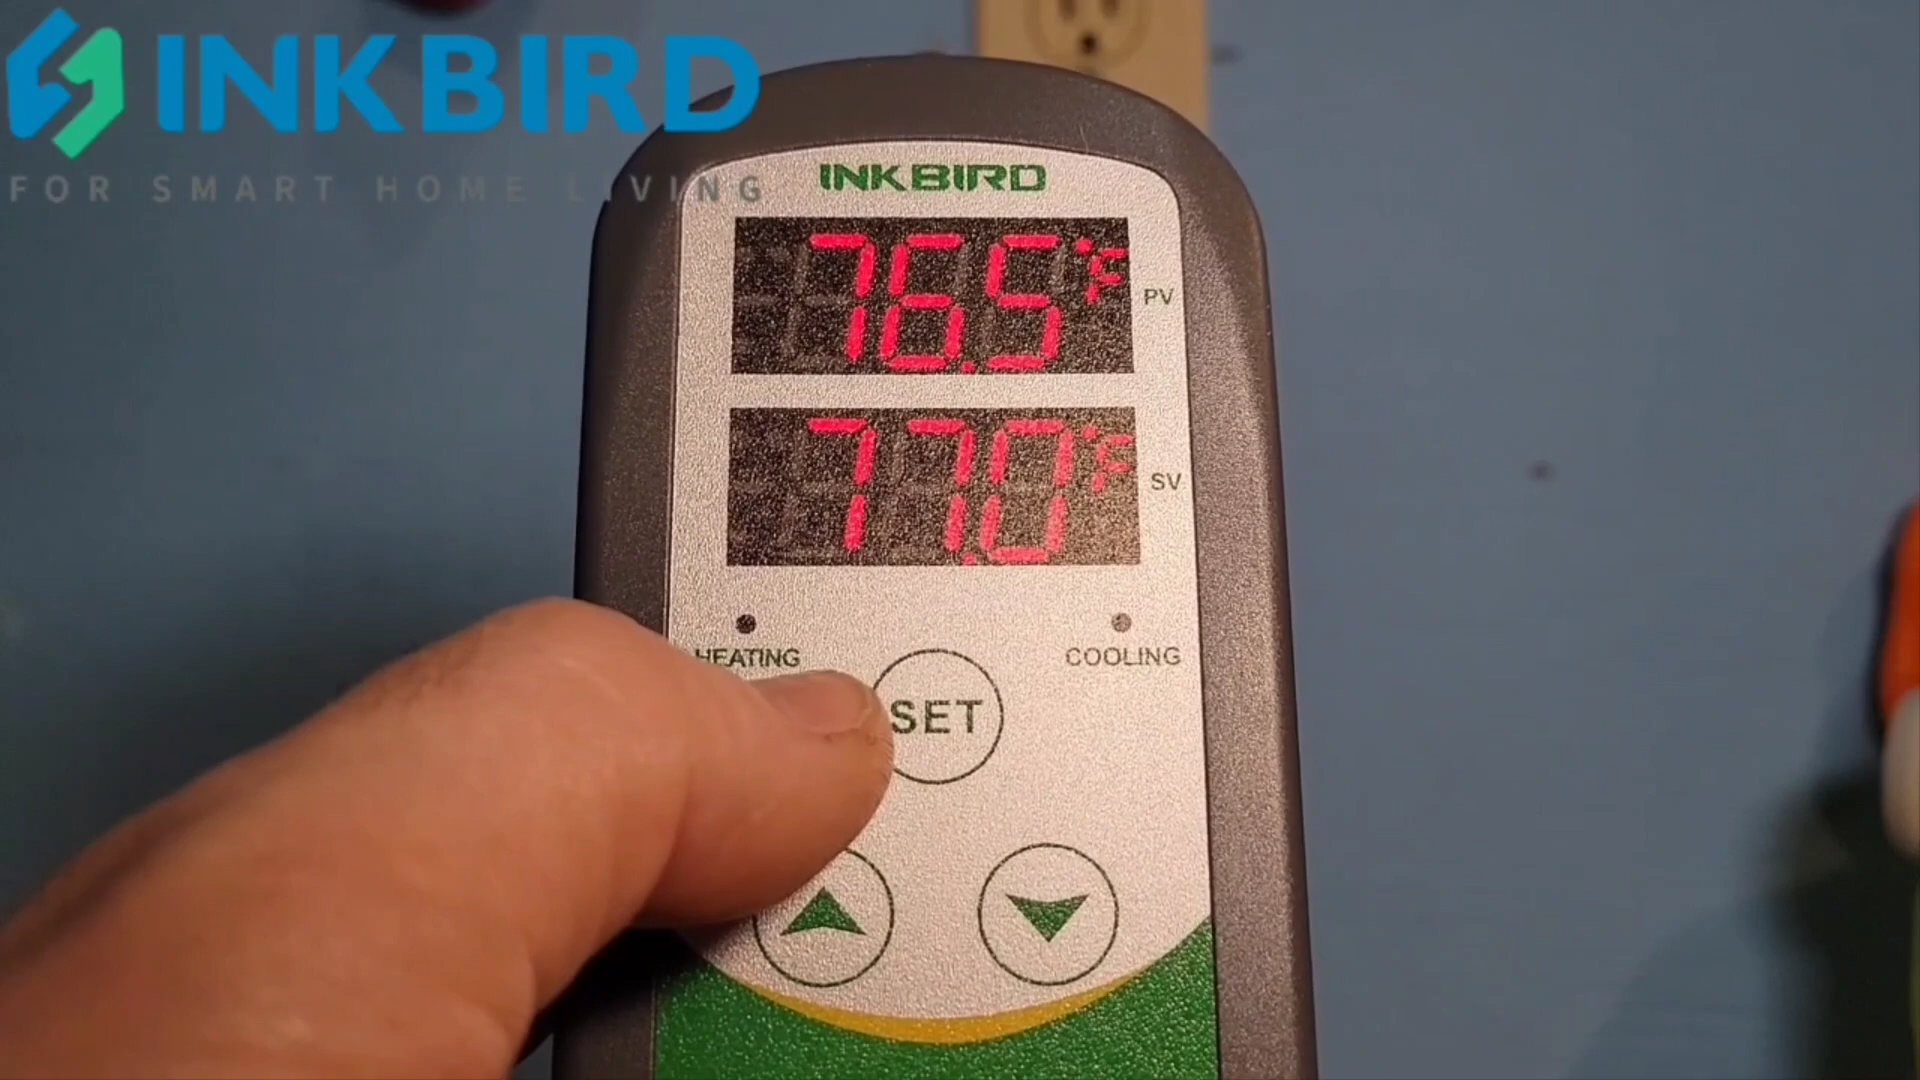 INKBIRD
FOR SMART HOME LIVING
INKBIRD
76.5°F PV
77.0°F SV
HEATING COOLING
SET